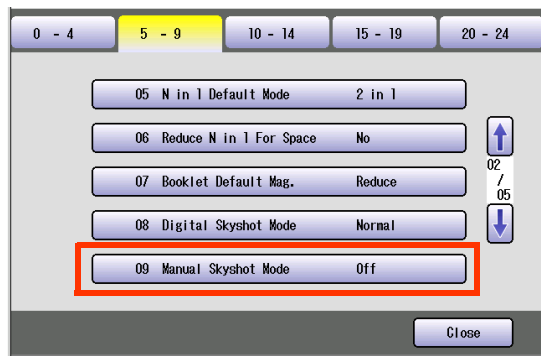 0 - 4 5 - 9 10 - 14 15 - 19 20 - 24
05 N in 1 Default Mode 2 in 1
06 Reduce N in 1 For Space No
07 Booklet Default Mag. Reduce
08 Digital Skyshot Mode Normal
09 Manual Skyshot Mode Off
02
/
05
Close